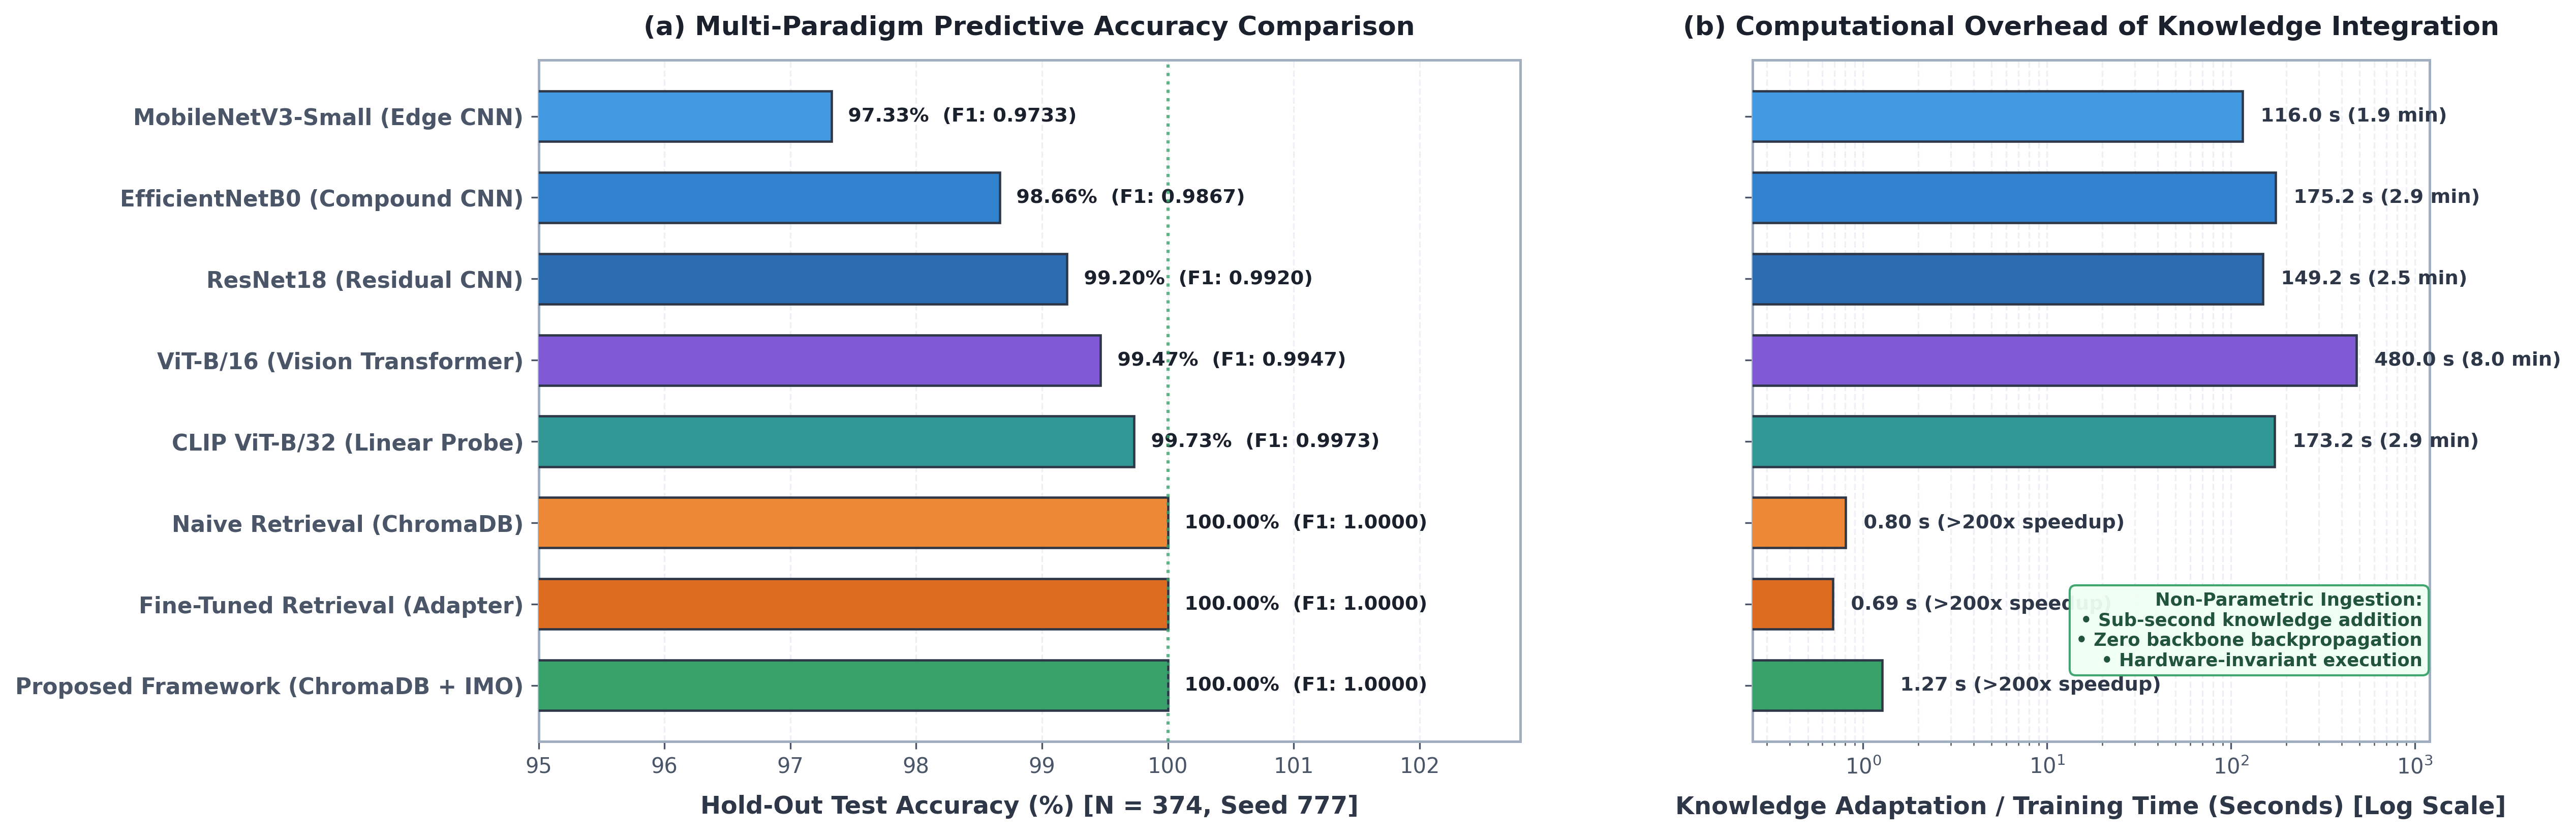 (a) Multi-Paradigm Predictive Accuracy Comparison
MobileNetV3-Small (Edge CNN)
97.33%  (F1: 0.9733)
EfficientNetB0 (Compound CNN)
98.66%  (F1: 0.9867)
ResNet18 (Residual CNN)
99.20%  (F1: 0.9920)
ViT-B/16 (Vision Transformer)
99.47%  (F1: 0.9947)
CLIP ViT-B/32 (Linear Probe)
99.73%  (F1: 0.9973)
Naive Retrieval (ChromaDB)
100.00%  (F1: 1.0000)
Fine-Tuned Retrieval (Adapter)
100.00%  (F1: 1.0000)
Proposed Framework (ChromaDB + IMO)
100.00%  (F1: 1.0000)
95 96 97 98 99 100 101 102
Hold-Out Test Accuracy (%) [N = 374, Seed 777]
(b) Computational Overhead of Knowledge Integration
116.0 s (1.9 min)
175.2 s (2.9 min)
149.2 s (2.5 min)
480.0 s (8.0 min)
173.2 s (2.9 min)
0.80 s (>200x speedup)
0.69 s (>200x speedup)
Non-Parametric Ingestion:
• Sub-second knowledge addition
• Zero backbone backpropagation
• Hardware-invariant execution
1.27 s (>200x speedup)
10⁰ 10¹ 10² 10³
Knowledge Adaptation / Training Time (Seconds) [Log Scale]